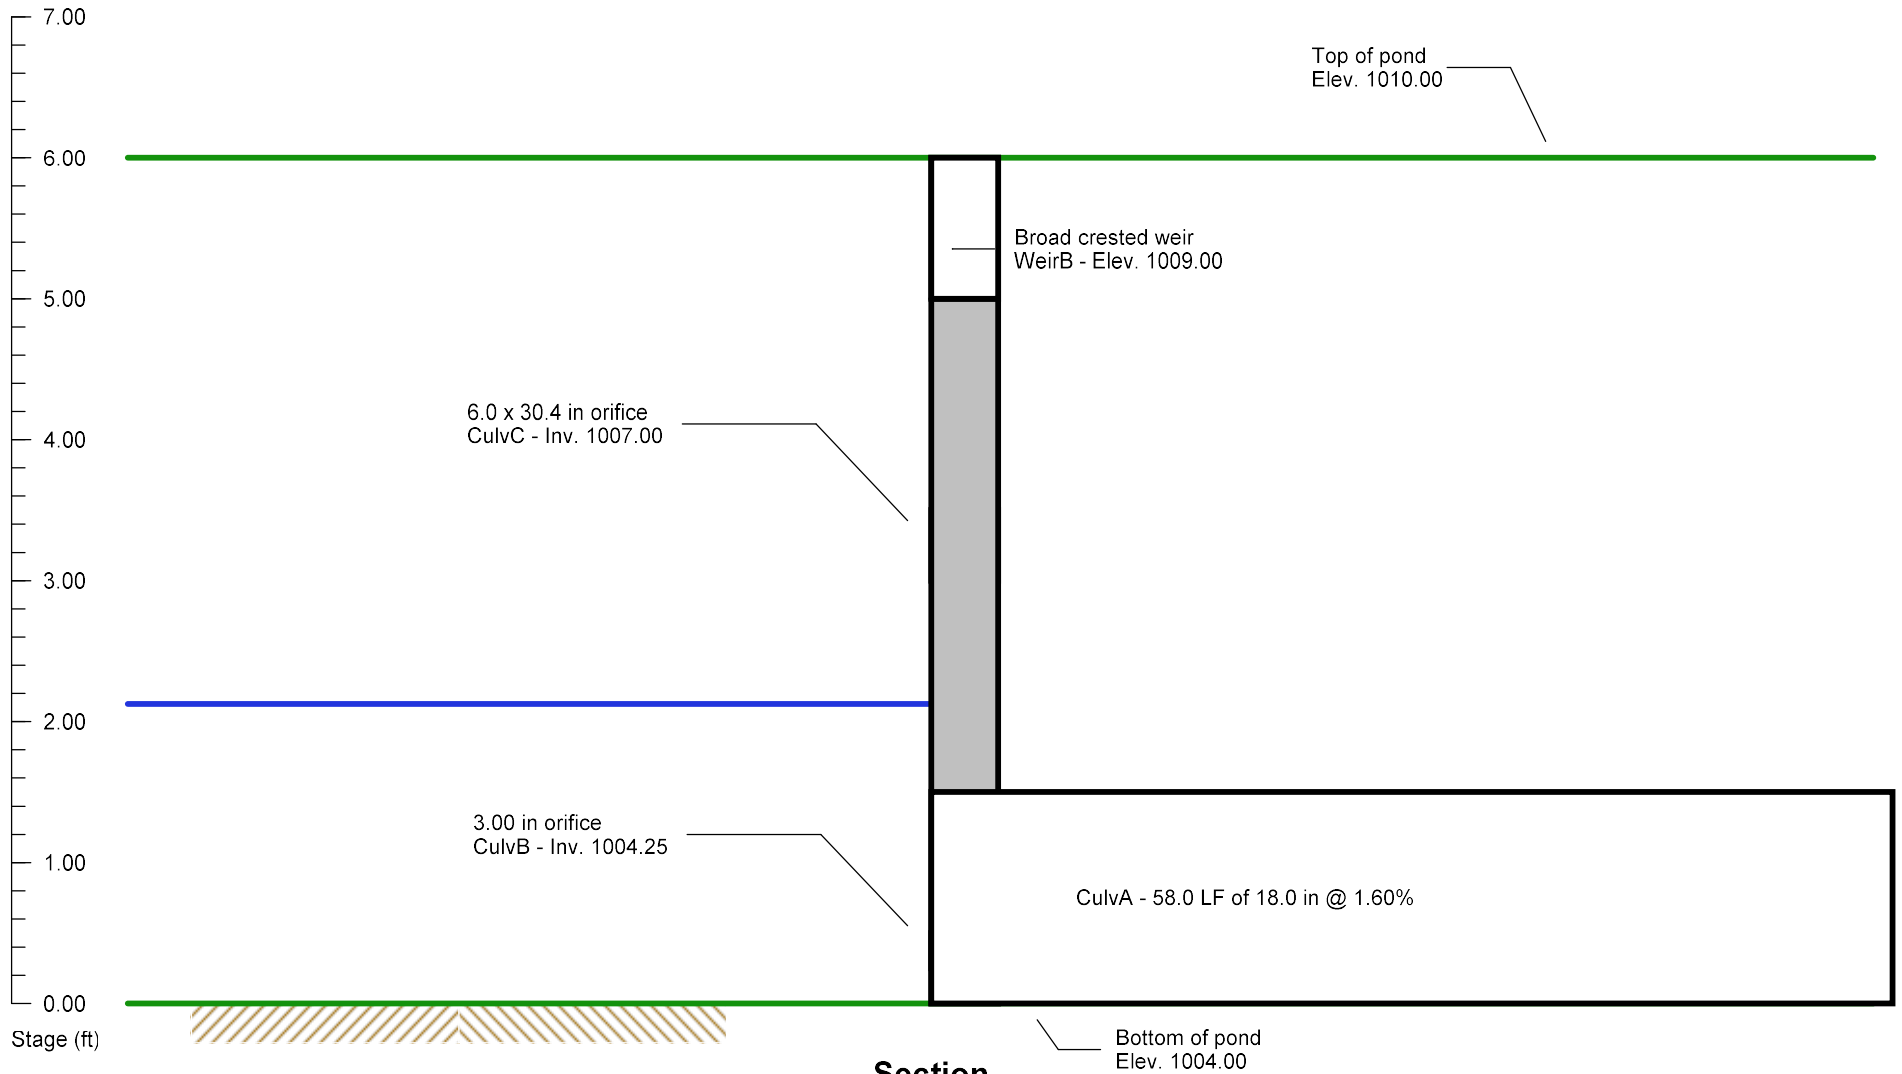 7.00
Top of pond
Elev. 1010.00
6.00
Broad crested weir
WeirB - Elev. 1009.00
5.00
6.0 x 30.4 in orifice
CulvC - Inv. 1007.00
4.00
3.00
2.00
3.00 in orifice
CulvB - Inv. 1004.25
1.00
CulvA - 58.0 LF of 18.0 in @ 1.60%
0.00
Stage (ft)
Bottom of pond
Elev. 1004.00
Section